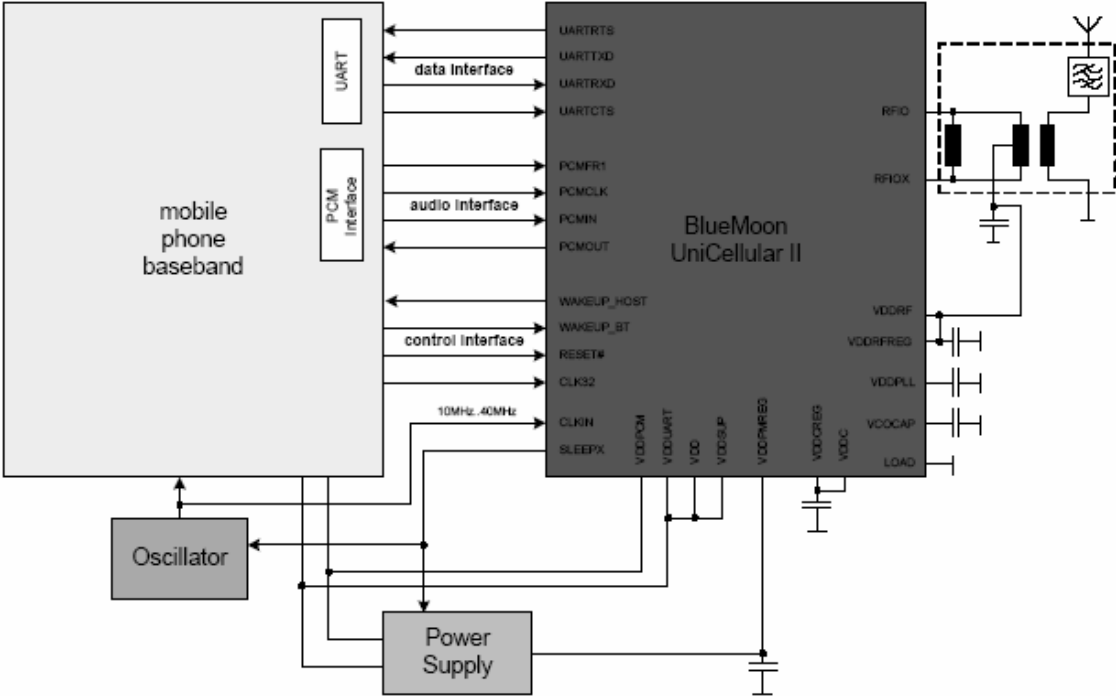 mobile
phone
baseband
UART
PCM
Interface
data interface
audio interface
control interface
10MHz..40MHz
UARTRTS
UARTTXD
UARTRXD
UARTCTS
PCMFR1
PCMCLK
PCMIN
PCMOUT
WAKEUP_HOST
WAKEUP_BT
RESET#
CLK32
CLKIN
SLEEPX
BlueMoon
UniCellular II
RFIO
RFIOX
VDDRF
VDDRFREG
VDDPLL
VCOCAP
LOAD
VDDPCM
VDDUART
VDD
VDDSUP
VDDPMREG
VDDCREG
VDDC
Oscillator
Power
Supply